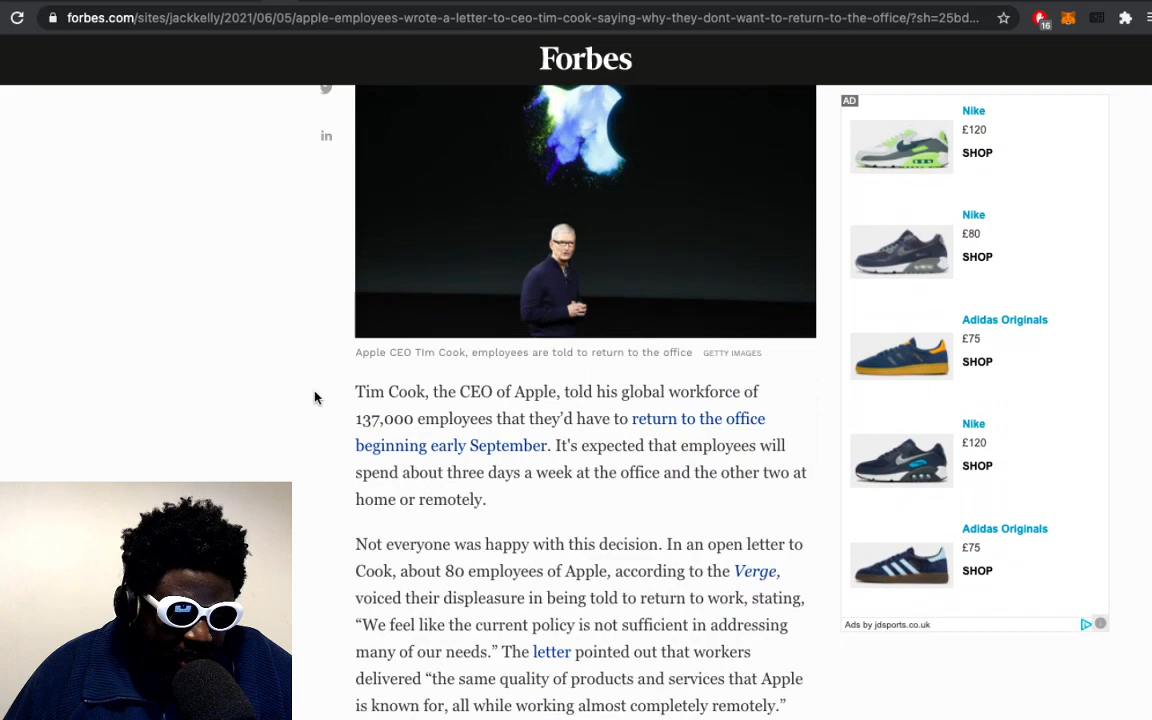 forbes.com/sites/jackkelly/2021/06/05/apple-employees-wrote-a-letter-to-ceo-tim-cook-saying-why-they-dont-want-to-return-to-the-office/?sh=25bd...
16
Forbes
in
Apple CEO TIm Cook, employees are told to return to the office GETTY IMAGES
Tim Cook, the CEO of Apple, told his global workforce of
137,000 employees that they'd have to return to the office
beginning early September. It's expected that employees will
spend about three days a week at the office and the other two at
home or remotely.
Not everyone was happy with this decision. In an open letter to
Cook, about 80 employees of Apple, according to the Verge,
voiced their displeasure in being told to return to work, stating,
“We feel like the current policy is not sufficient in addressing
many of our needs.” The letter pointed out that workers
delivered “the same quality of products and services that Apple
is known for, all while working almost completely remotely.”
AD
Nike
£120
SHOP
Nike
£80
SHOP
Adidas Originals
£75
SHOP
Nike
£120
SHOP
Adidas Originals
£75
SHOP
Ads by jdsports.co.uk